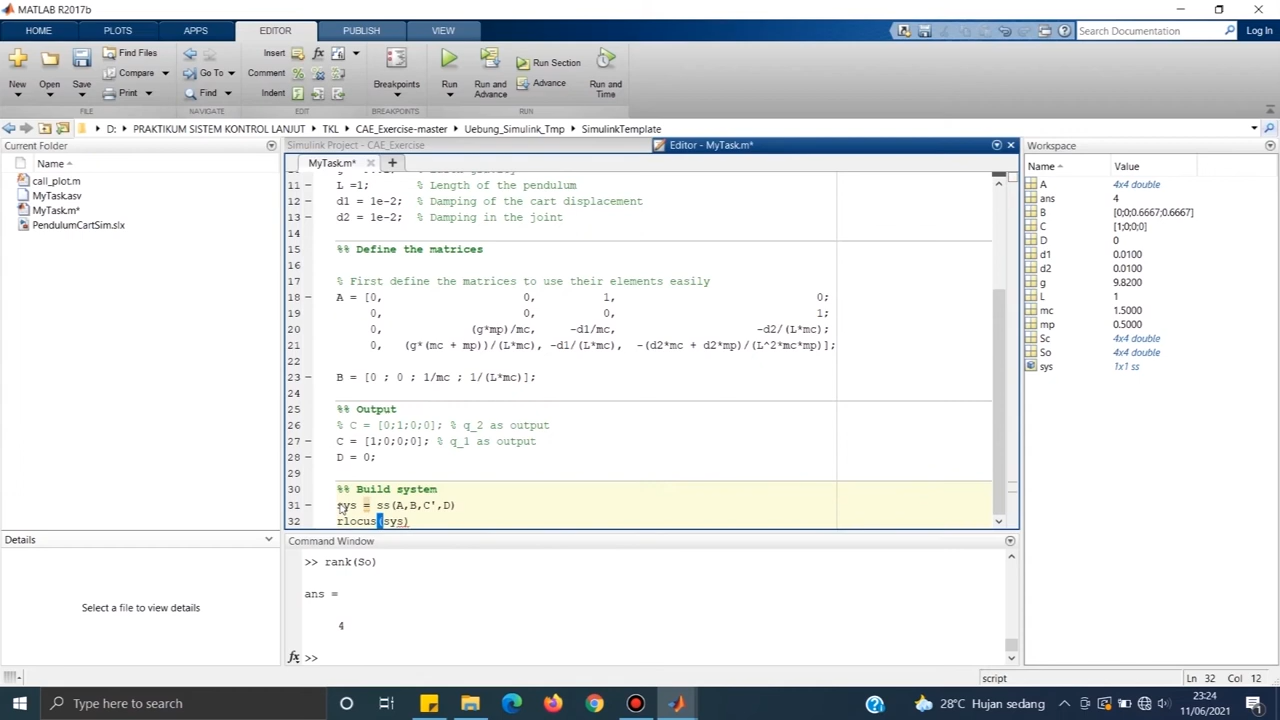 MATLAB R2017b
HOME PLOTS APPS EDITOR PUBLISH VIEW Search Documentation Log In
New Open Save Find Files Compare Print Go To Find Insert Comment Indent Breakpoints Run Run and Advance Run Section Advance Run and Time
FILE NAVIGATE EDIT BREAKPOINTS RUN
D: PRAKTIKUM SISTEM KONTROL LANJUT TKL CAE_Exercise-master Uebung_Simulink_Tmp SimulinkTemplate
Current Folder
Name
call_plot.m
MyTask.asv
MyTask.m*
PendulumCartSim.slx
Details
Select a file to view details
Simulink Project - CAE_Exercise
Editor - MyTask.m*
MyTask.m*
11 L =1; % Length of the pendulum
12 d1 = 1e-2; % Damping of the cart displacement
13 d2 = 1e-2; % Damping in the joint
14
15 %% Define the matrices
16
17 % First define the matrices to use their elements easily
18 A = [0, 0, 1, 0;
19 0, 0, 0, 1;
20 0, (g*mp)/mc, -d1/mc, -d2/(L*mc);
21 0, (g*(mc + mp))/(L*mc), -d1/(L*mc), -(d2*mc + d2*mp)/(L^2*mc*mp)];
22
23 B = [0 ; 0 ; 1/mc ; 1/(L*mc)];
24
25 %% Output
26 % C = [0;1;0;0]; % q_2 as output
27 C = [1;0;0;0]; % q_1 as output
28 D = 0;
29
30 %% Build system
31 sys = ss(A,B,C',D)
32 rlocus(sys)
Command Window
>> rank(So)
ans =
4
fx >>
Workspace
Name Value
A 4x4 double
ans 4
B [0;0;0.6667;0.6667]
C [1;0;0;0]
D 0
d1 0.0100
d2 0.0100
g 9.8200
L 1
mc 1.5000
mp 0.5000
Sc 4x4 double
So 4x4 double
sys 1x1 ss
script Ln 32 Col 12
Type here to search
28°C Hujan sedang
23:24
11/06/2021